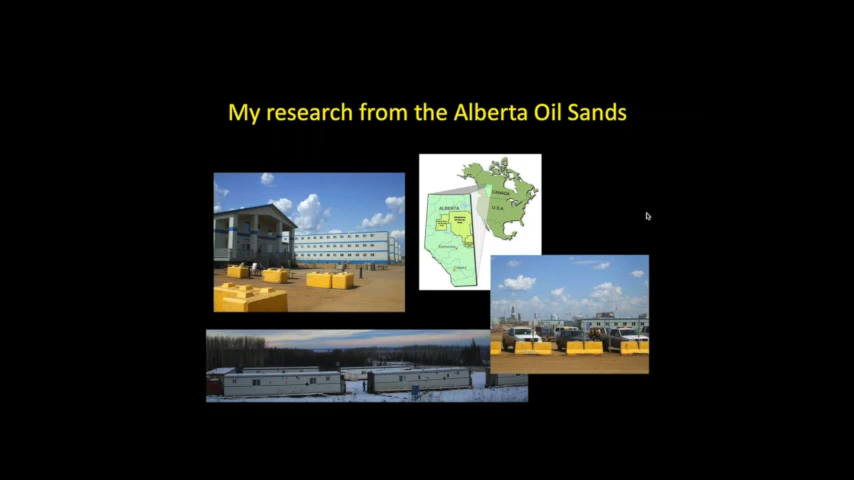 My research from the Alberta Oil Sands
CANADA
U.S.A.
ALBERTA